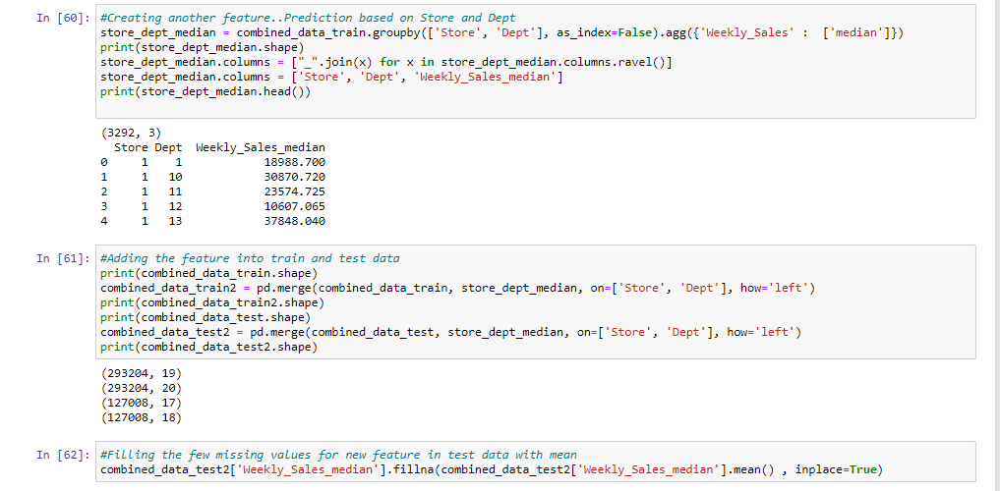 In [60]: #Creating another feature..Prediction based on Store and Dept
store_dept_median = combined_data_train.groupby(['Store', 'Dept'], as_index=False).agg({'Weekly_Sales' :  ['median']})
print(store_dept_median.shape)
store_dept_median.columns = ["_".join(x) for x in store_dept_median.columns.ravel()]
store_dept_median.columns = ['Store', 'Dept', 'Weekly_Sales_median']
print(store_dept_median.head())
(3292, 3)
  Store Dept  Weekly_Sales_median
0     1    1            18988.700
1     1   10            30870.720
2     1   11            23574.725
3     1   12            10607.065
4     1   13            37848.040
In [61]: #Adding the feature into train and test data
print(combined_data_train.shape)
combined_data_train2 = pd.merge(combined_data_train, store_dept_median, on=['Store', 'Dept'], how='left')
print(combined_data_train2.shape)
print(combined_data_test.shape)
combined_data_test2 = pd.merge(combined_data_test, store_dept_median, on=['Store', 'Dept'], how='left')
print(combined_data_test2.shape)
(293204, 19)
(293204, 20)
(127008, 17)
(127008, 18)
In [62]: #Filling the few missing values for new feature in test data with mean
combined_data_test2['Weekly_Sales_median'].fillna(combined_data_test2['Weekly_Sales_median'].mean() , inplace=True)